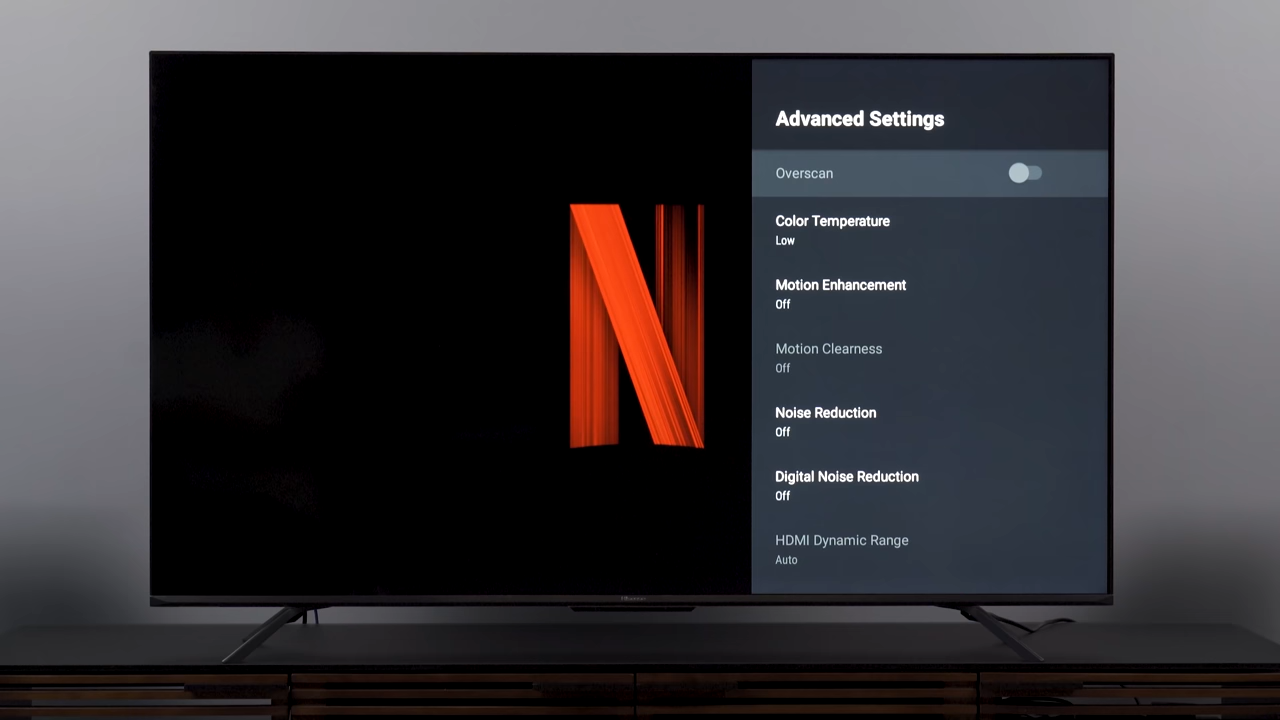 N
Advanced Settings
Overscan
Color Temperature
Low
Motion Enhancement
Off
Motion Clearness
Off
Noise Reduction
Off
Digital Noise Reduction
Off
HDMI Dynamic Range
Auto
Hisense